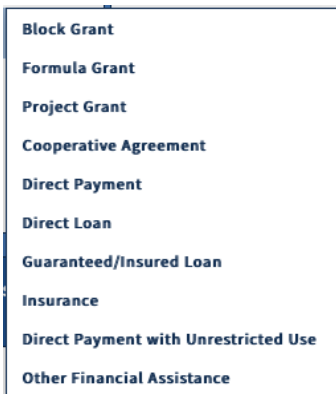 Block Grant
Formula Grant
Project Grant
Cooperative Agreement
Direct Payment
Direct Loan
Guaranteed/Insured Loan
Insurance
Direct Payment with Unrestricted Use
Other Financial Assistance